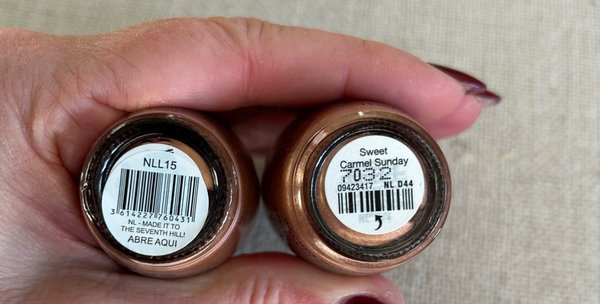 NLL15
3 614227 760431
NL - MADE IT TO
THE SEVENTH HILL!
ABRE AQUI
Sweet
Carmel Sunday
7032
09423417 NL D44